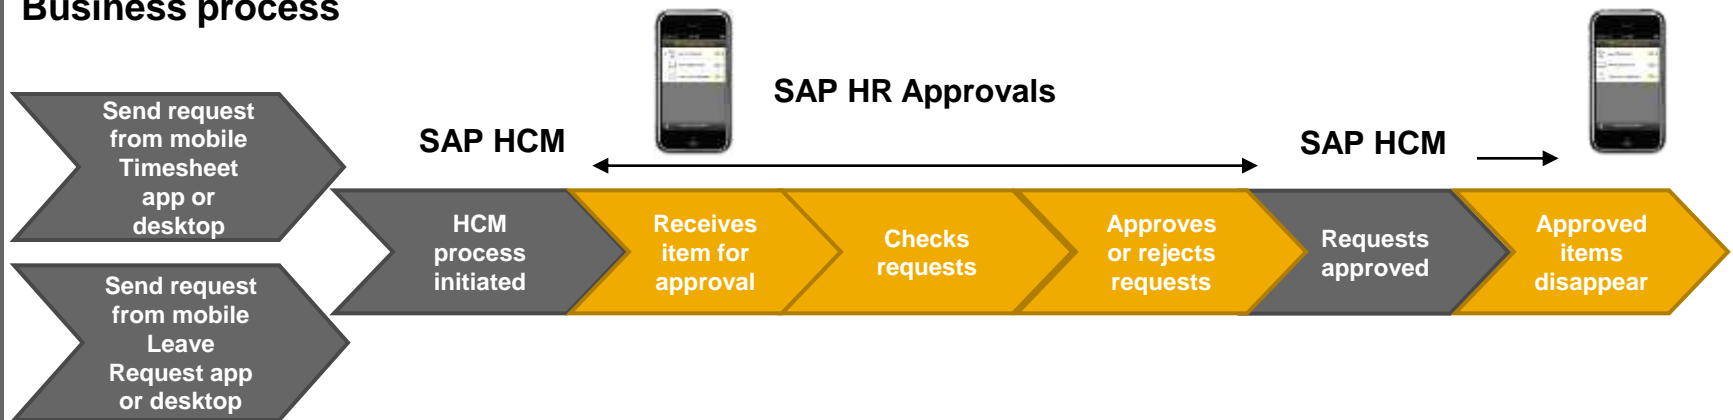 Business process
SAP HR Approvals
SAP HCM
SAP HCM
Send request
from mobile
Timesheet
app or
desktop
Send request
from mobile
Leave
Request app
or desktop
HCM
process
initiated
Receives
item for
approval
Checks
requests
Approves
or rejects
requests
Requests
approved
Approved
items
disappear